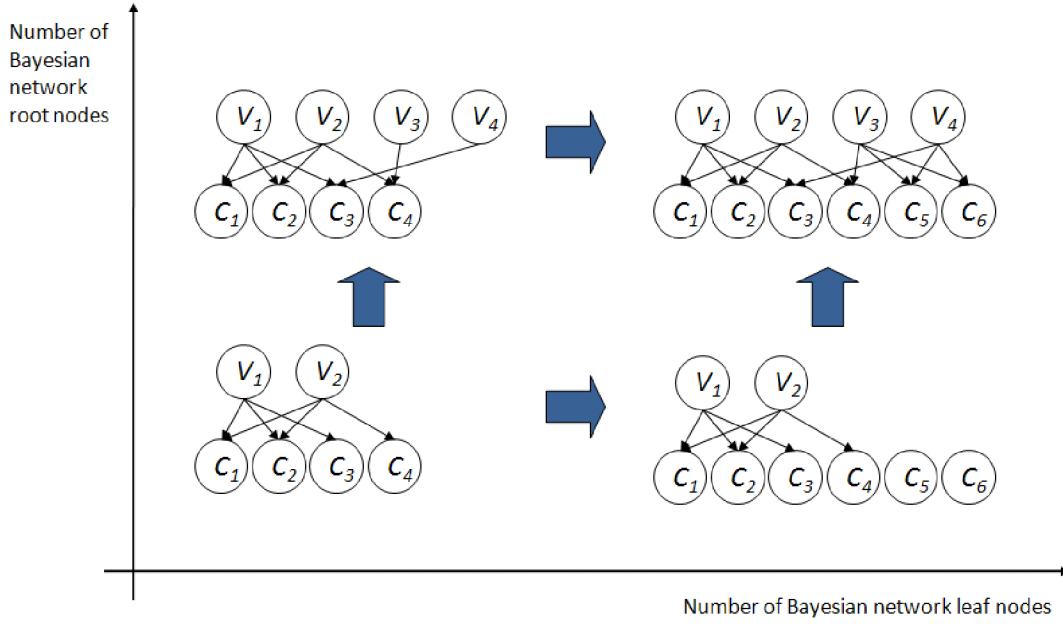 Number of
Bayesian
network
root nodes
V1 V2 V3 V4
C1 C2 C3 C4
V1 V2 V3 V4
C1 C2 C3 C4 C5 C6
V1 V2
C1 C2 C3 C4
V1 V2
C1 C2 C3 C4 C5 C6
Number of Bayesian network leaf nodes